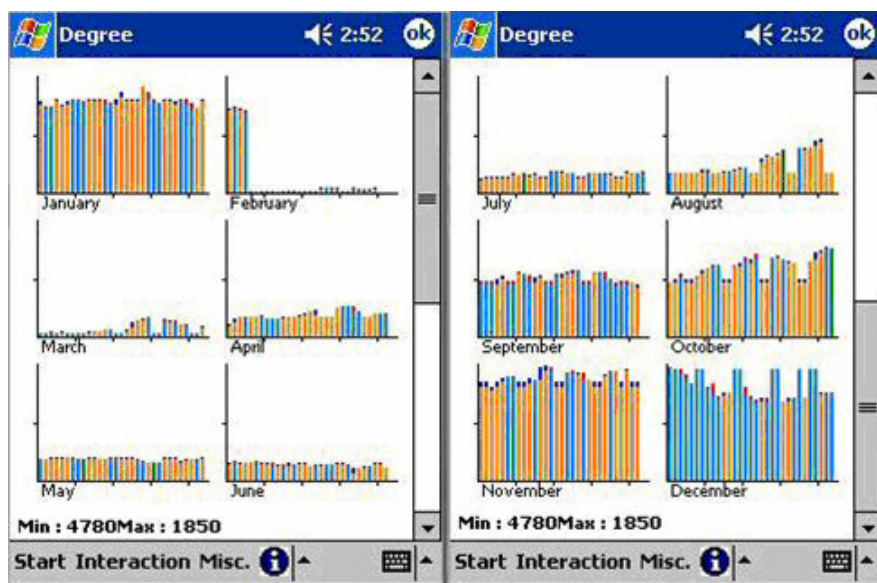 Degree 2:52 ok
January February
March April
May June
Min : 4780Max : 1850
Start Interaction Misc.
Degree 2:52 ok
July August
September October
November December
Min : 4780Max : 1850
Start Interaction Misc.